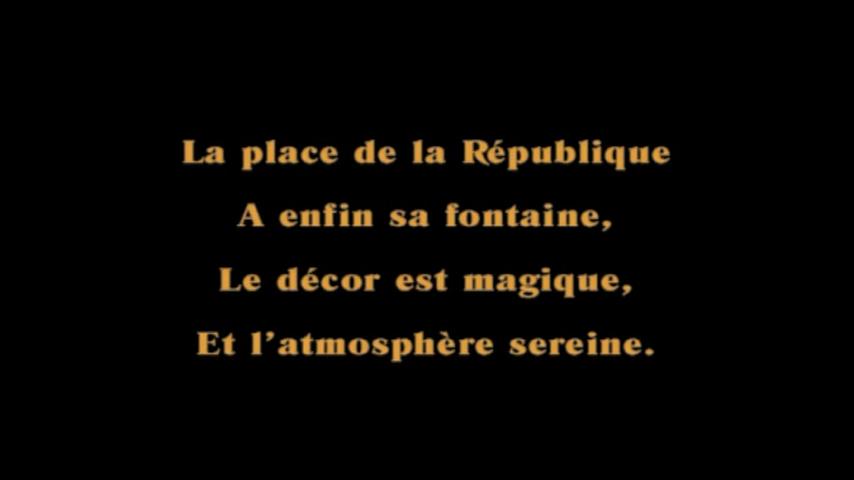 La place de la République
A enfin sa fontaine,
Le décor est magique,
Et l’atmosphère sereine.